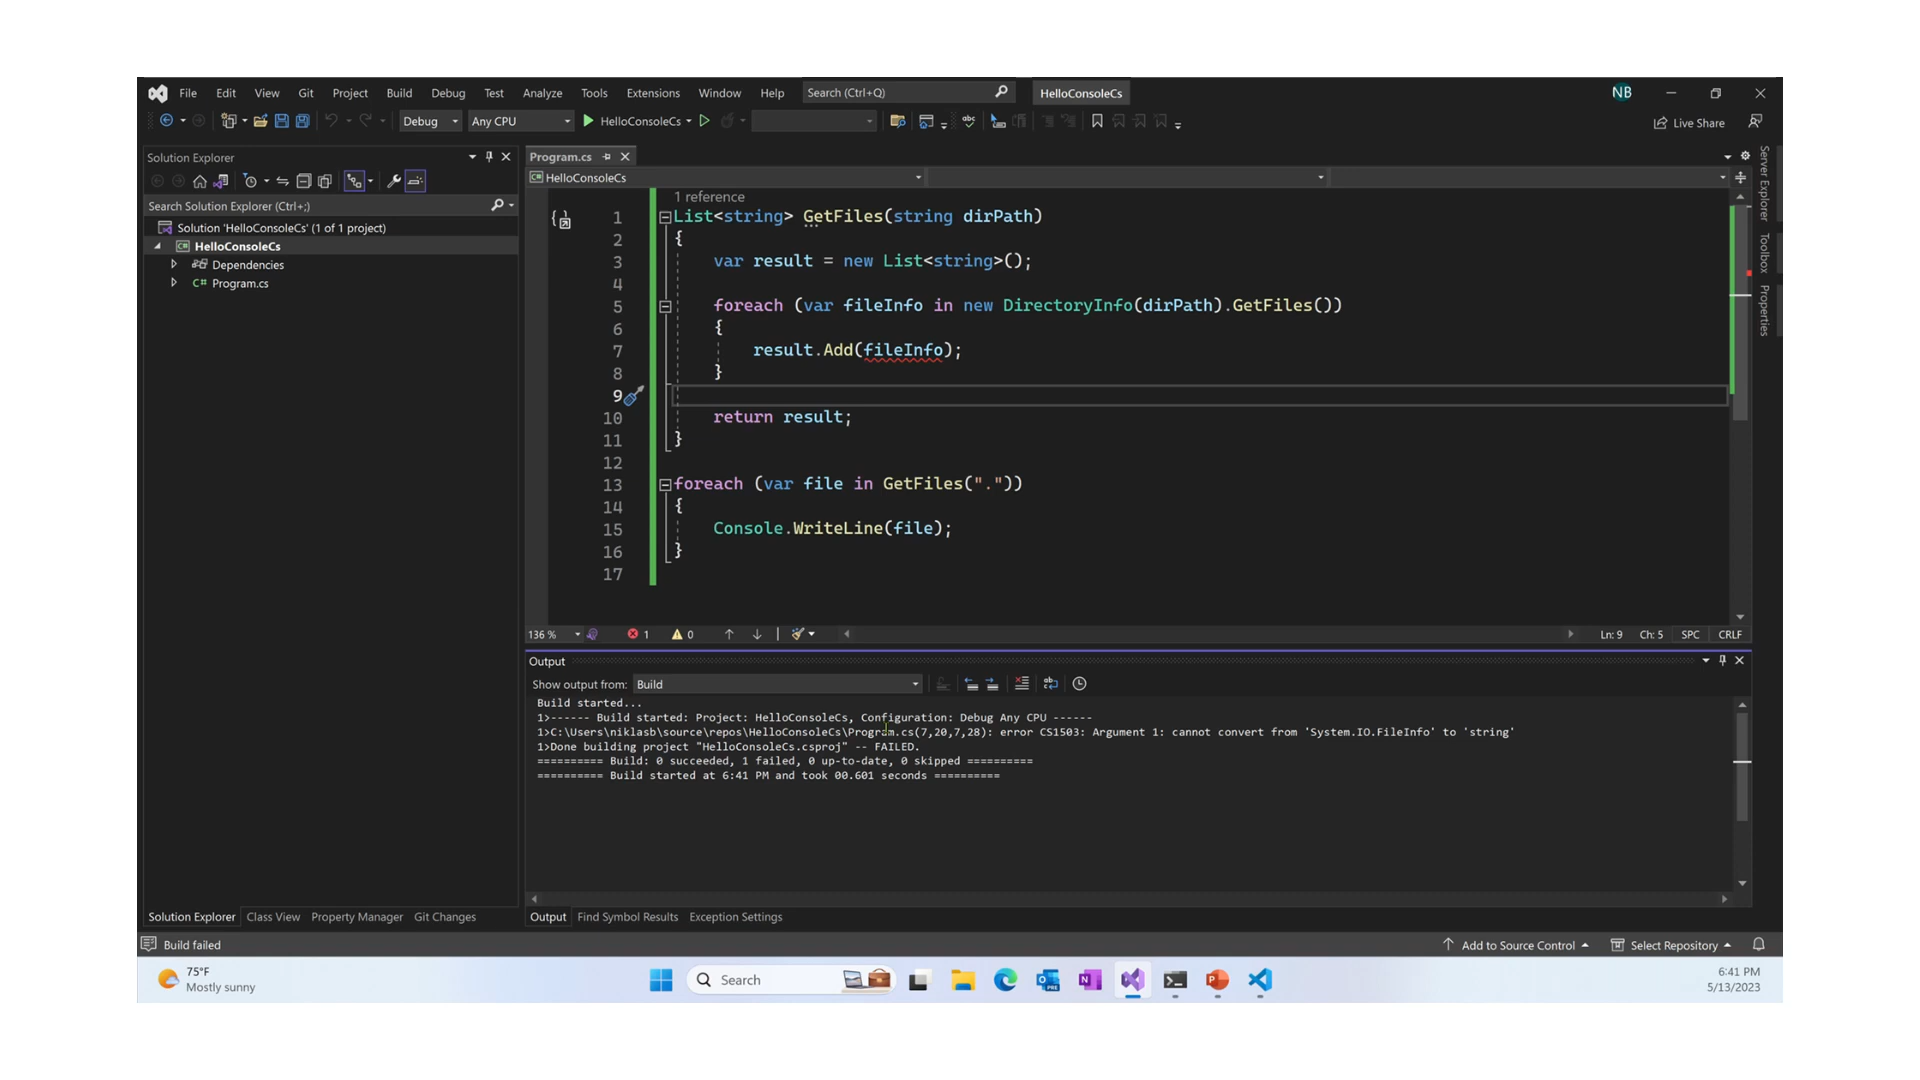 File Edit View Git Project Build Debug Test Analyze Tools Extensions Window Help Search (Ctrl+Q) HelloConsoleCs NB
Debug Any CPU HelloConsoleCs Live Share
Solution Explorer
Search Solution Explorer (Ctrl+;)
Solution 'HelloConsoleCs' (1 of 1 project)
HelloConsoleCs
Dependencies
C# Program.cs
Program.cs
C# HelloConsoleCs
1 reference
1 List<string> GetFiles(string dirPath)
2 {
3 var result = new List<string>();
4
5 foreach (var fileInfo in new DirectoryInfo(dirPath).GetFiles())
6 {
7 result.Add(fileInfo);
8 }
9
10 return result;
11 }
12
13 foreach (var file in GetFiles("."))
14 {
15 Console.WriteLine(file);
16 }
17
136 % 1 0 Ln: 9 Ch: 5 SPC CRLF
Server Explorer
Toolbox
Properties
Output
Show output from: Build
Build started...
1>------ Build started: Project: HelloConsoleCs, Configuration: Debug Any CPU ------
1>C:\Users\niklasb\source\repos\HelloConsoleCs\Program.cs(7,20,7,28): error CS1503: Argument 1: cannot convert from 'System.IO.FileInfo' to 'string'
1>Done building project "HelloConsoleCs.csproj" -- FAILED.
========== Build: 0 succeeded, 1 failed, 0 up-to-date, 0 skipped ==========
========== Build started at 6:41 PM and took 00.601 seconds ==========
Solution Explorer Class View Property Manager Git Changes
Output Find Symbol Results Exception Settings
Build failed Add to Source Control Select Repository
75°F
Mostly sunny
Search
6:41 PM
5/13/2023